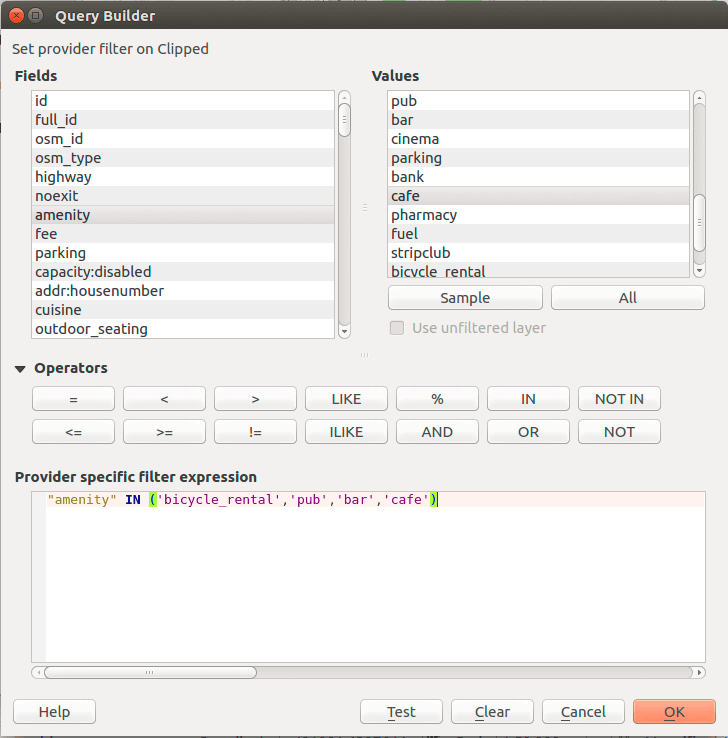 Query Builder
Set provider filter on Clipped
Fields
id
full_id
osm_id
osm_type
highway
noexit
amenity
fee
parking
capacity:disabled
addr:housenumber
cuisine
outdoor_seating
Values
pub
bar
cinema
parking
bank
cafe
pharmacy
fuel
stripclub
bicycle_rental
Sample All
Use unfiltered layer
Operators
= < > LIKE % IN NOT IN
<= >= != ILIKE AND OR NOT
Provider specific filter expression
"amenity" IN ('bicycle_rental','pub','bar','cafe')
Help Test Clear Cancel OK